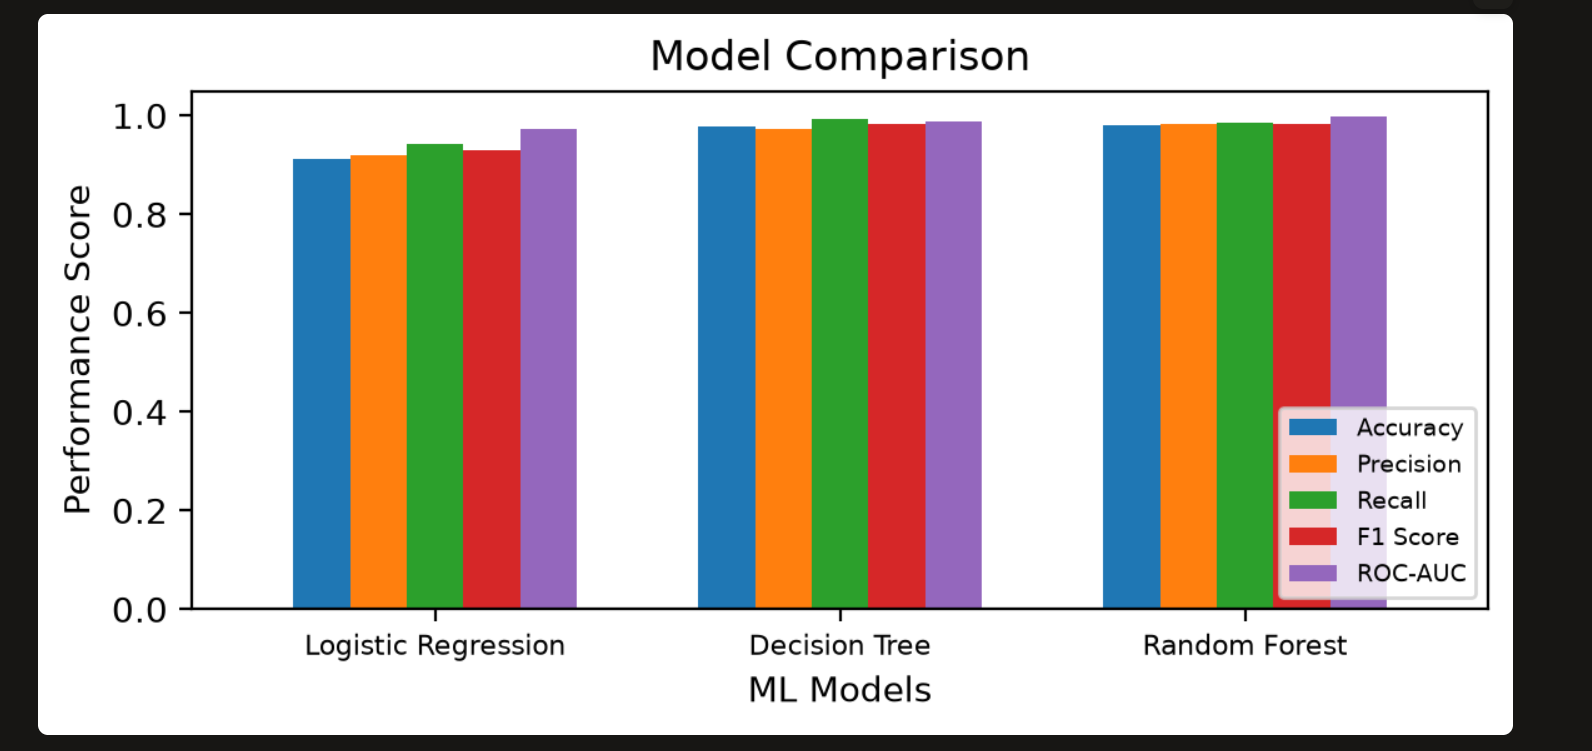 Model Comparison
Performance Score
1.0
0.8
0.6
0.4
0.2
0.0
Accuracy
Precision
Recall
F1 Score
ROC-AUC
Logistic Regression
Decision Tree
Random Forest
ML Models